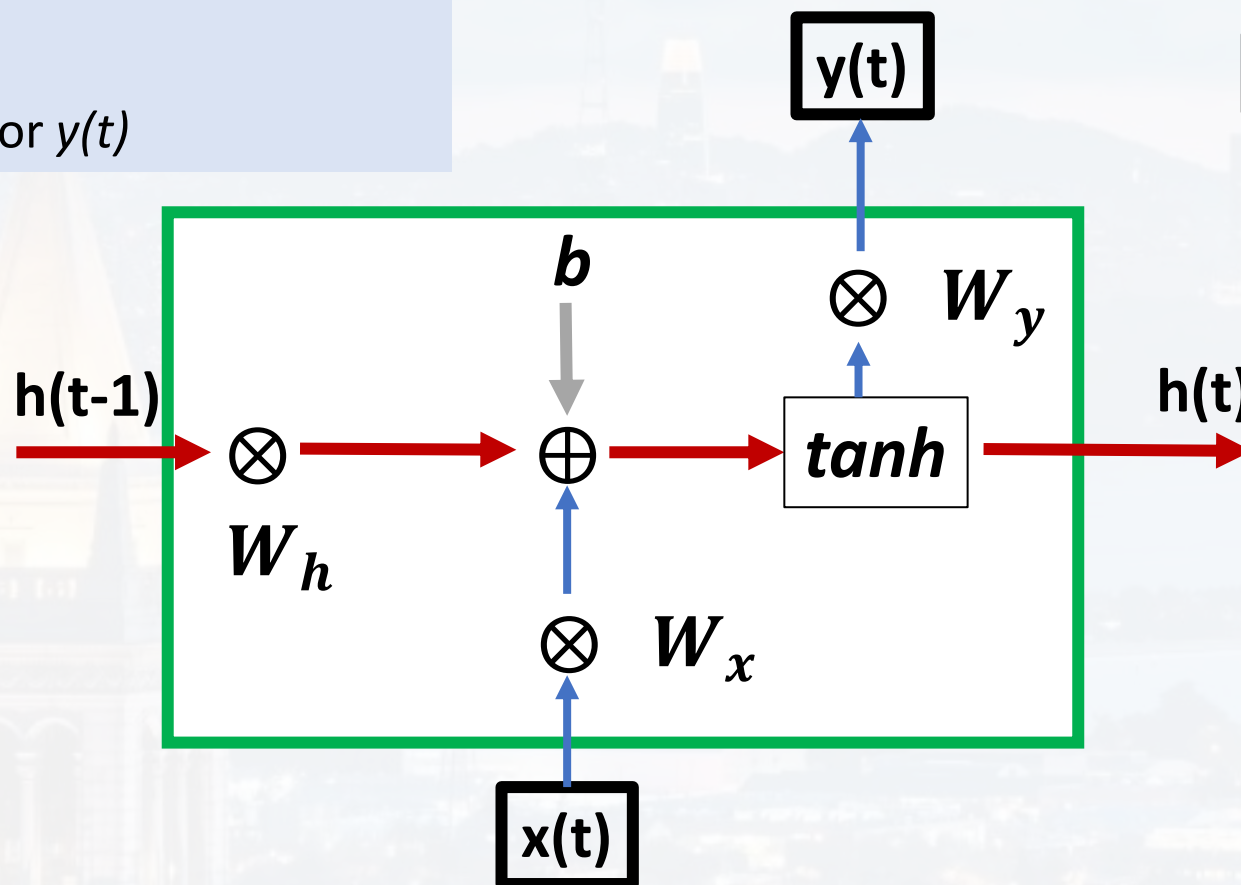 or y(t)
y(t)
b
W_y
h(t-1)
h(t)
tanh
W_h
W_x
x(t)